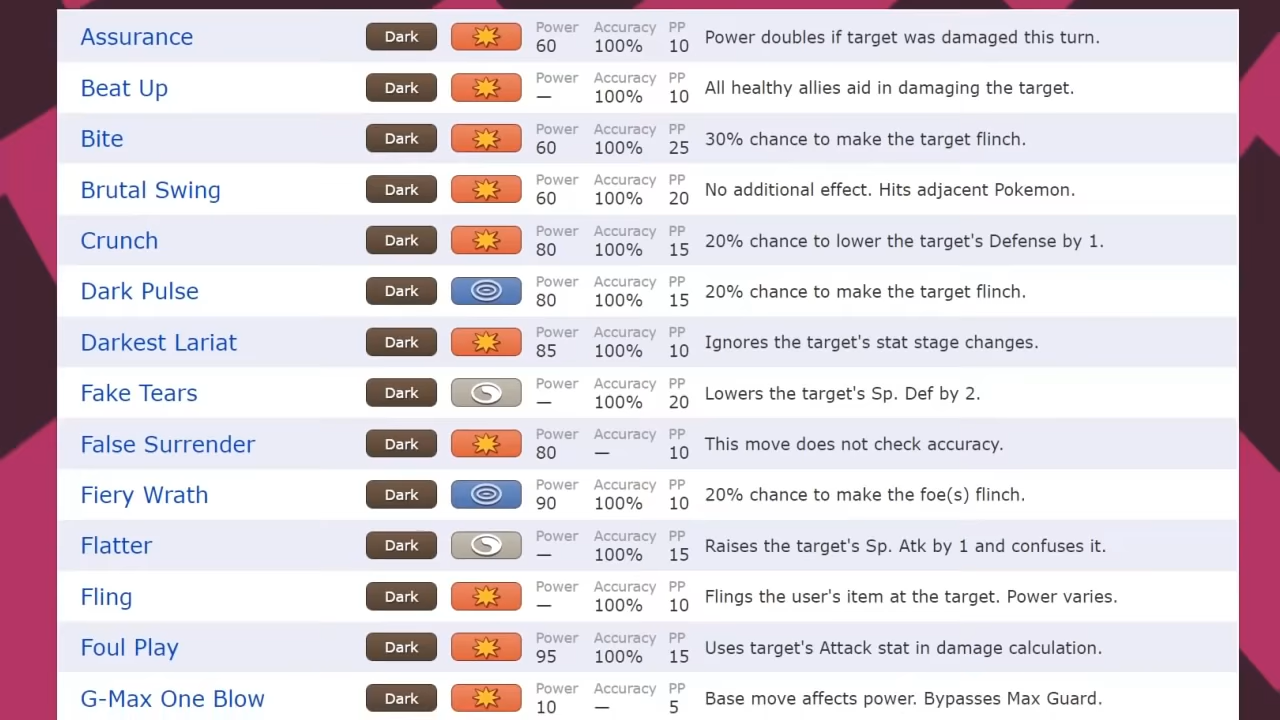 Assurance Dark Power 60 Accuracy 100% PP 10 Power doubles if target was damaged this turn.
Beat Up Dark Power — Accuracy 100% PP 10 All healthy allies aid in damaging the target.
Bite Dark Power 60 Accuracy 100% PP 25 30% chance to make the target flinch.
Brutal Swing Dark Power 60 Accuracy 100% PP 20 No additional effect. Hits adjacent Pokemon.
Crunch Dark Power 80 Accuracy 100% PP 15 20% chance to lower the target's Defense by 1.
Dark Pulse Dark Power 80 Accuracy 100% PP 15 20% chance to make the target flinch.
Darkest Lariat Dark Power 85 Accuracy 100% PP 10 Ignores the target's stat stage changes.
Fake Tears Dark Power — Accuracy 100% PP 20 Lowers the target's Sp. Def by 2.
False Surrender Dark Power 80 Accuracy — PP 10 This move does not check accuracy.
Fiery Wrath Dark Power 90 Accuracy 100% PP 10 20% chance to make the foe(s) flinch.
Flatter Dark Power — Accuracy 100% PP 15 Raises the target's Sp. Atk by 1 and confuses it.
Fling Dark Power — Accuracy 100% PP 10 Flings the user's item at the target. Power varies.
Foul Play Dark Power 95 Accuracy 100% PP 15 Uses target's Attack stat in damage calculation.
G-Max One Blow Dark Power 10 Accuracy — PP 5 Base move affects power. Bypasses Max Guard.